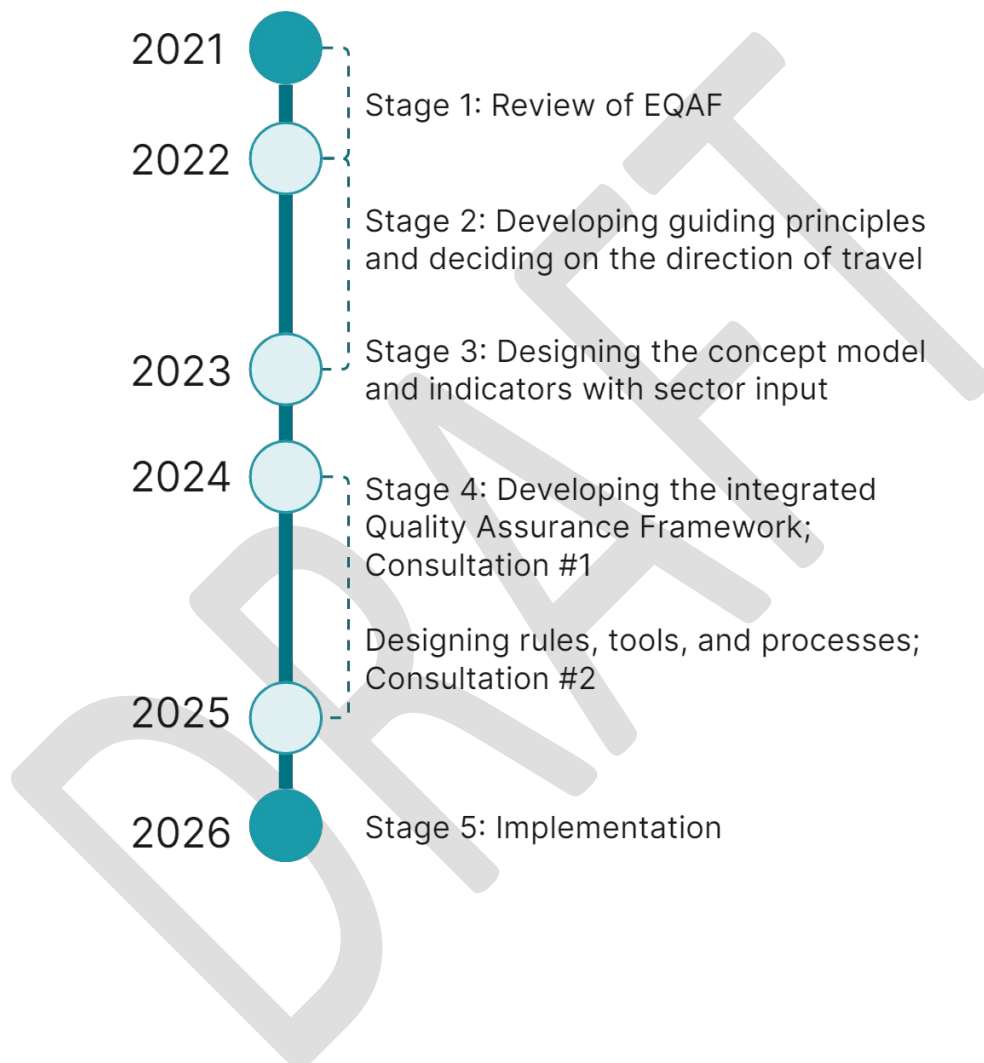 2021
Stage 1: Review of EQAF
2022
Stage 2: Developing guiding principles
and deciding on the direction of travel
2023
Stage 3: Designing the concept model
and indicators with sector input
2024
Stage 4: Developing the integrated
Quality Assurance Framework;
Consultation #1
Designing rules, tools, and processes;
Consultation #2
2025
2026
Stage 5: Implementation
DRAFT